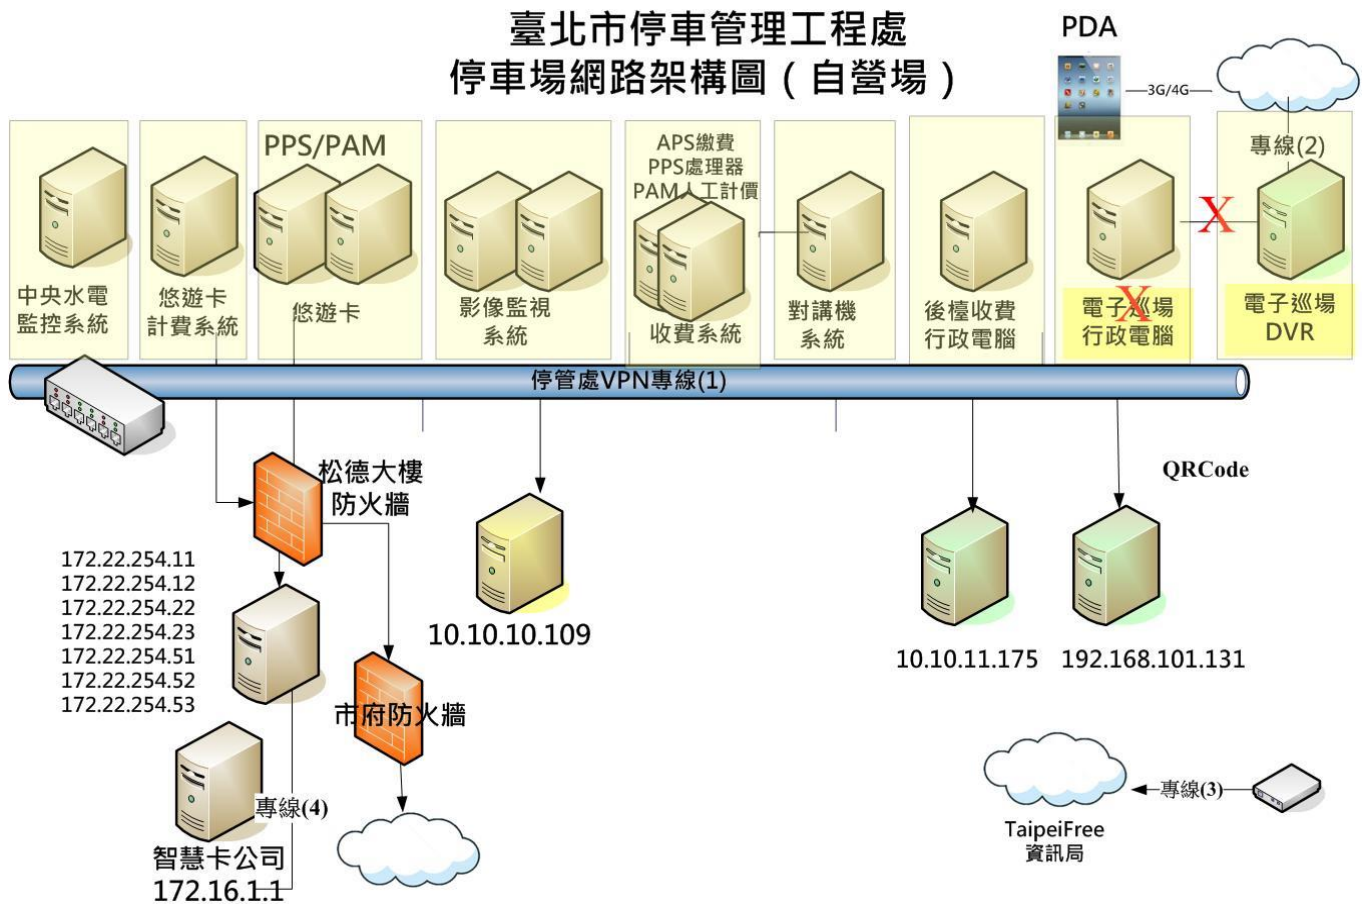 臺北市停車管理工程處
停車場網路架構圖（自營場）
PDA
3G/4G
專線(2)
PPS/PAM
APS繳費
PPS處理器
PAM人工計價
X
中央水電
監控系統
悠遊卡
計費系統
悠遊卡
影像監視
系統
收費系統
對講機
系統
後檯收費
行政電腦
電子巡場
行政電腦
X
電子巡場
DVR
停管處VPN專線(1)
松德大樓
防火牆
QRCode
172.22.254.11
172.22.254.12
172.22.254.22
172.22.254.23
172.22.254.51
172.22.254.52
172.22.254.53
10.10.10.109
10.10.11.175
192.168.101.131
市府防火牆
專線(4)
智慧卡公司
172.16.1.1
專線(3)
TaipeiFree
資訊局